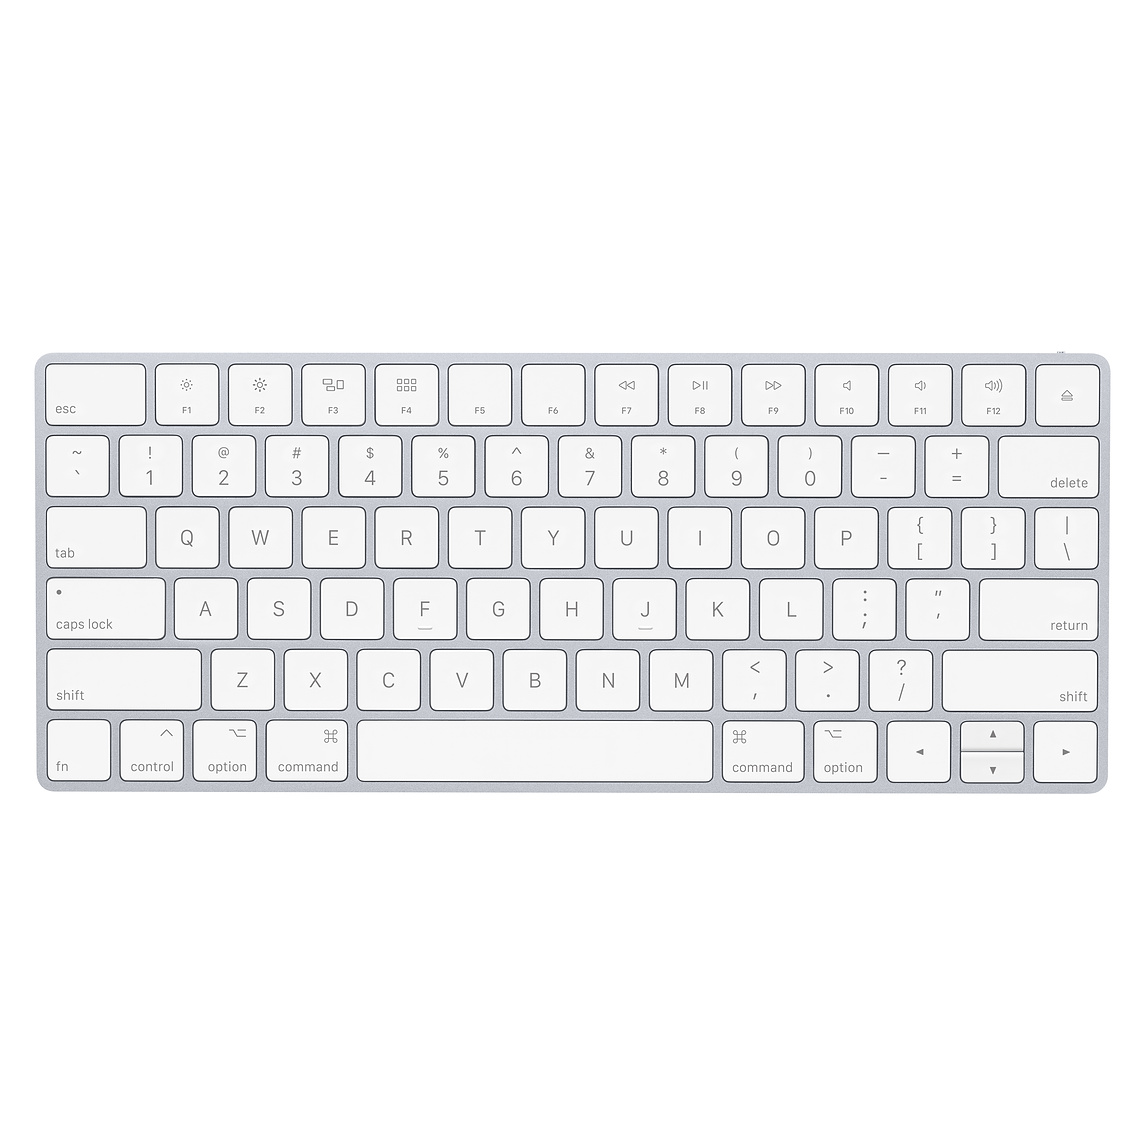 esc F1 F2 F3 F4 F5 F6 F7 F8 F9 F10 F11 F12
~ ! @ # $ % ^ & * ( ) — +
` 1 2 3 4 5 6 7 8 9 0 - = delete
tab Q W E R T Y U I O P { [ } ] | \
caps lock A S D F G H J K L : ; " ' return
shift Z X C V B N M < , > . ? / shift
fn ^ control ⌥ option ⌘ command ⌘ command ⌥ option ◀ ▲ ▼ ▶